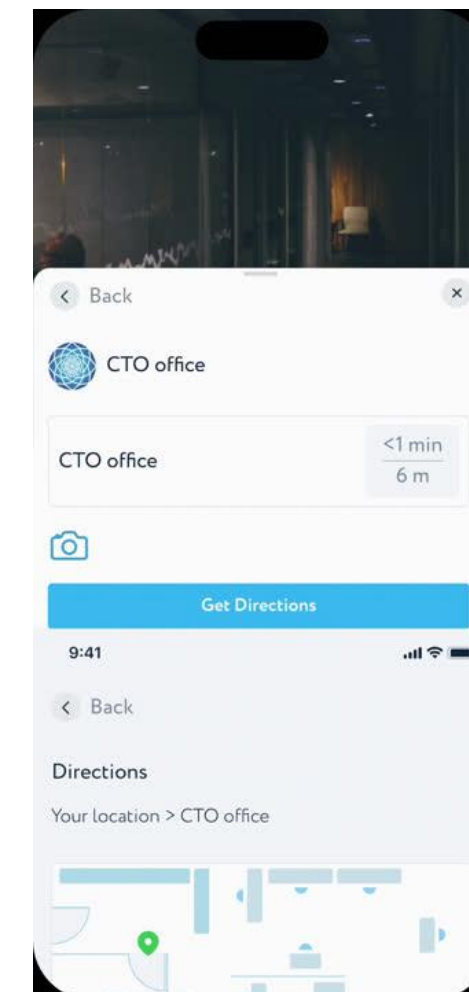 Back
CTO office
CTO office
<1 min
6 m
Get Directions
9:41
Back
Directions
Your location > CTO office